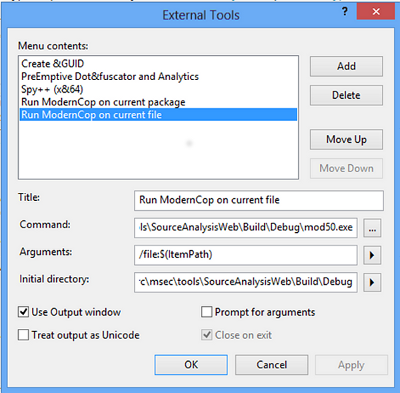 External Tools
? ×
Menu contents:
Create &GUID
PreEmptive Dot&fuscator and Analytics
Spy++ (x&64)
Run ModernCop on current package
Run ModernCop on current file
Add
Delete
Move Up
Move Down
Title:
Run ModernCop on current file
Command:
ls\SourceAnalysisWeb\Build\Debug\mod50.exe
...
Arguments:
/file:$(ItemPath)
Initial directory:
c\msec\tools\SourceAnalysisWeb\Build\Debug
Use Output window
Prompt for arguments
Treat output as Unicode
Close on exit
OK
Cancel
Apply